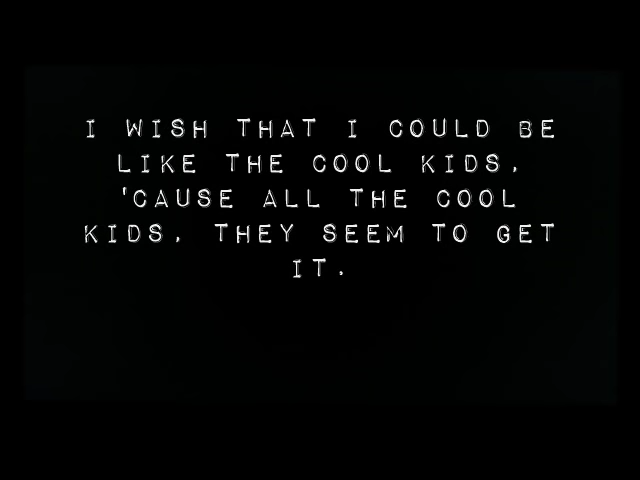 I WISH THAT I COULD BE
LIKE THE COOL KIDS,
'CAUSE ALL THE COOL
KIDS, THEY SEEM TO GET
IT.